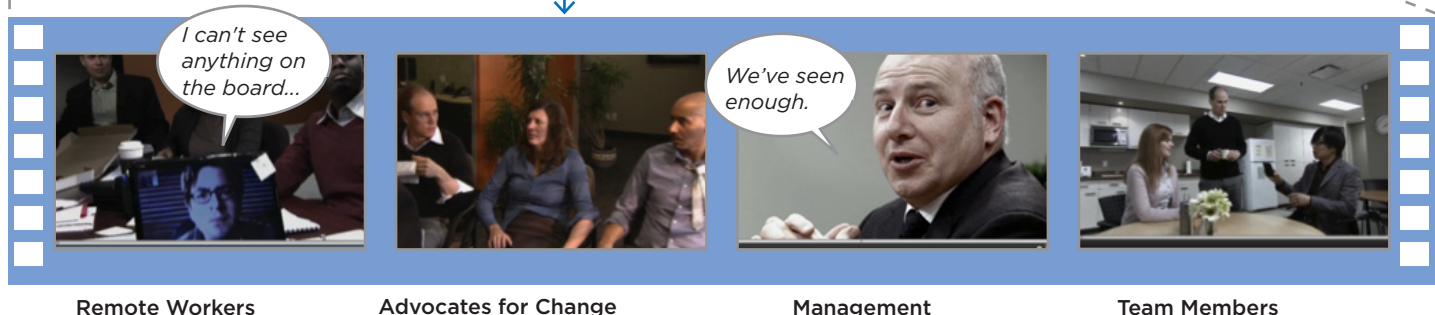 I can't see
anything on
the board...
We've seen
enough.
Remote Workers
Advocates for Change
Management
Team Members